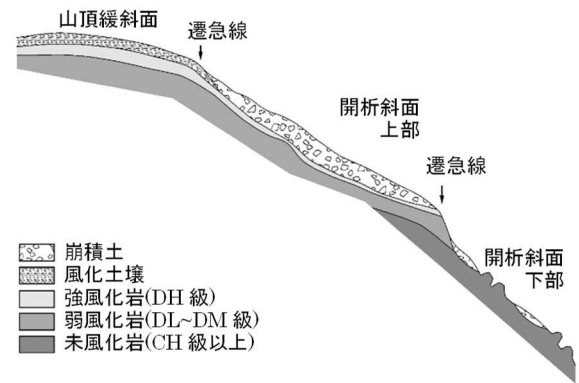 山頂緩斜面
遷急線
開析斜面
上部
遷急線
開析斜面
下部
崩積土
風化土壌
強風化岩(DH 級)
弱風化岩(DL~DM 級)
未風化岩(CH 級以上)